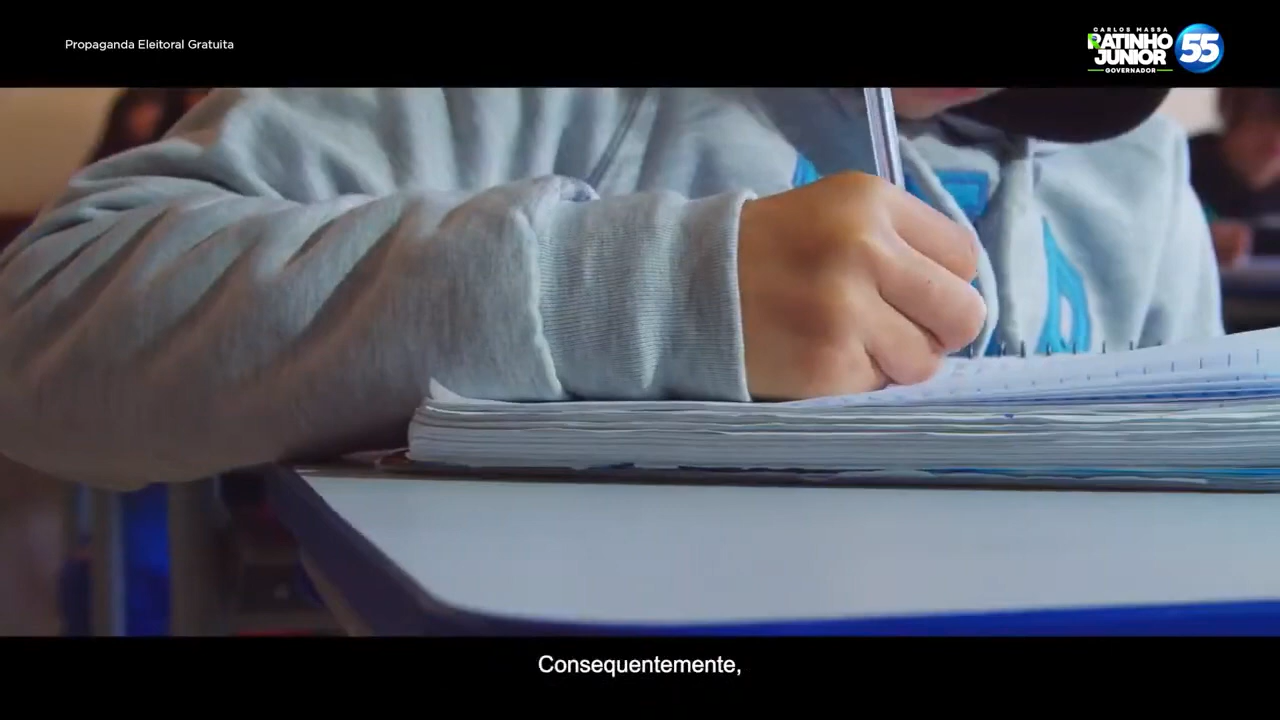 Propaganda Eleitoral Gratuita
CARLOS MASSA
RATINHO
JUNIOR
GOVERNADOR
55
Consequentemente,